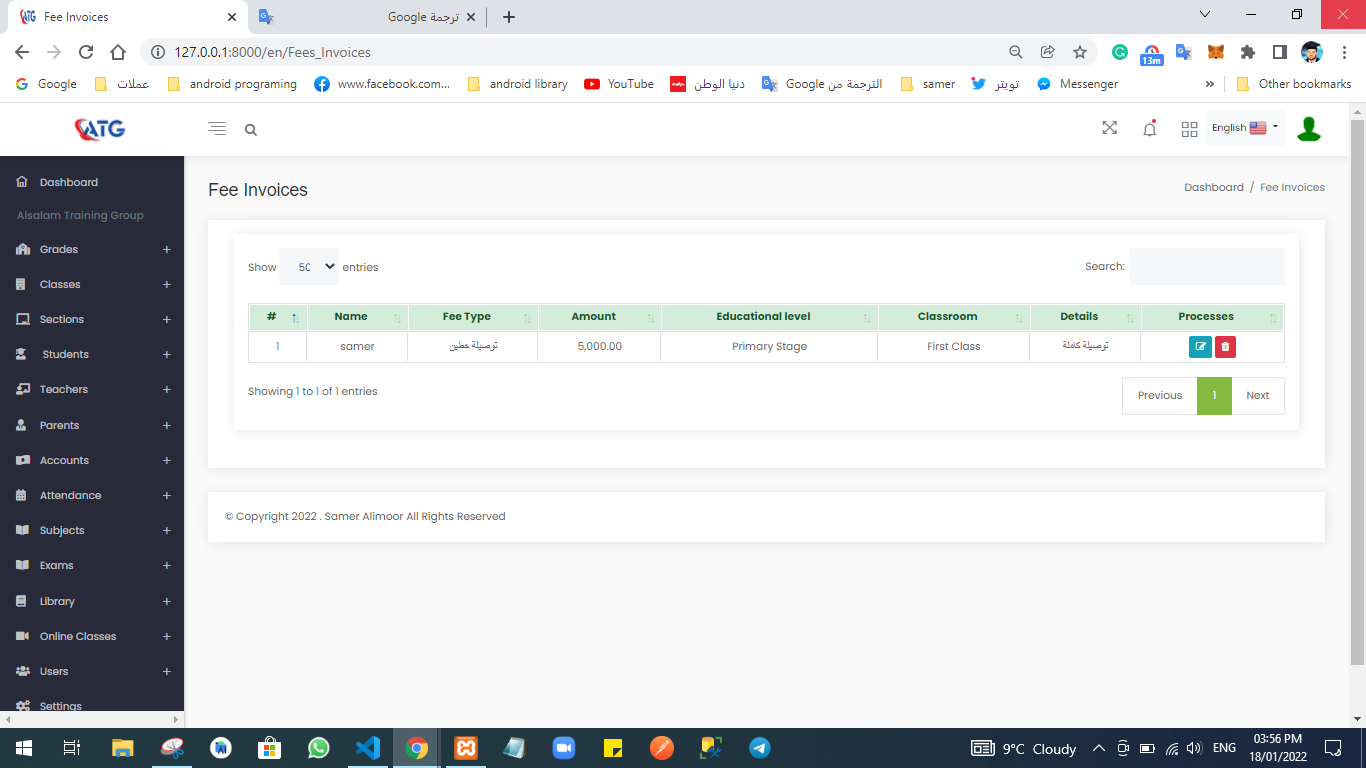 Fee Invoices
ترجمة Google
127.0.0.1:8000/en/Fees_Invoices
13m
Google
عملات
android programing
www.facebook.com...
android library
YouTube
دنيا الوطن
الترجمة من Google
samer
تويتر
Messenger
»
Other bookmarks
ATG
English
Dashboard
Alsalam Training Group
Grades +
Classes +
Sections +
Students +
Teachers +
Parents +
Accounts +
Attendance +
Subjects +
Exams +
Library +
Online Classes +
Users +
Settings
Fee Invoices
Dashboard / Fee Invoices
Show 50 entries
Search:
# Name Fee Type Amount Educational level Classroom Details Processes
1 samer توصيلة خطين 5,000.00 Primary Stage First Class توصيلة كاملة
Showing 1 to 1 of 1 entries
Previous 1 Next
© Copyright 2022 . Samer Alimoor All Rights Reserved
9°C Cloudy
ENG
03:56 PM
18/01/2022